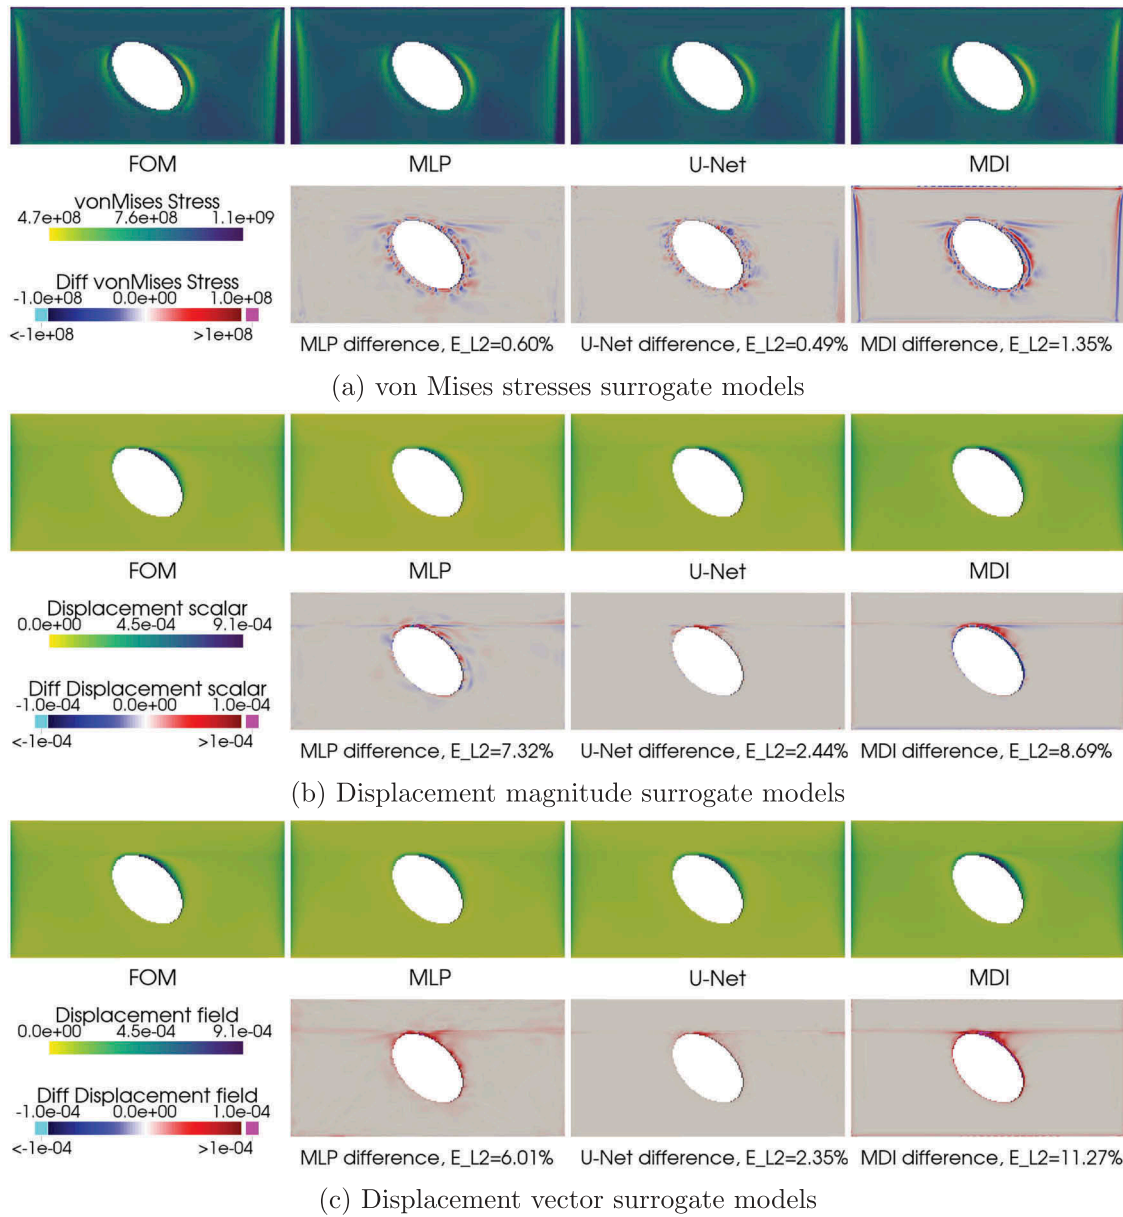 FOM MLP U-Net MDI
vonMises Stress
4.7e+08 7.6e+08 1.1e+09
Diff vonMises Stress
-1.0e+08 0.0e+00 1.0e+08
<-1e+08 >1e+08
MLP difference, E_L2=0.60% U-Net difference, E_L2=0.49% MDI difference, E_L2=1.35%
(a) von Mises stresses surrogate models
FOM MLP U-Net MDI
Displacement scalar
0.0e+00 4.5e-04 9.1e-04
Diff Displacement scalar
-1.0e-04 0.0e+00 1.0e-04
<-1e-04 >1e-04
MLP difference, E_L2=7.32% U-Net difference, E_L2=2.44% MDI difference, E_L2=8.69%
(b) Displacement magnitude surrogate models
FOM MLP U-Net MDI
Displacement field
0.0e+00 4.5e-04 9.1e-04
Diff Displacement field
-1.0e-04 0.0e+00 1.0e-04
<-1e-04 >1e-04
MLP difference, E_L2=6.01% U-Net difference, E_L2=2.35% MDI difference, E_L2=11.27%
(c) Displacement vector surrogate models